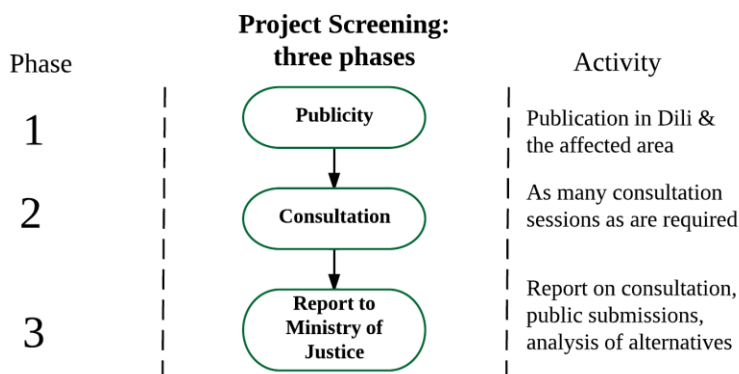 Project Screening:
three phases
Phase
Activity
1
Publicity
Publication in Dili &
the affected area
2
Consultation
As many consultation
sessions as are required
3
Report to
Ministry of
Justice
Report on consultation,
public submissions,
analysis of alternatives